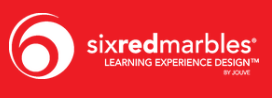 sixredmarbles®
LEARNING EXPERIENCE DESIGN™
BY JOUVE